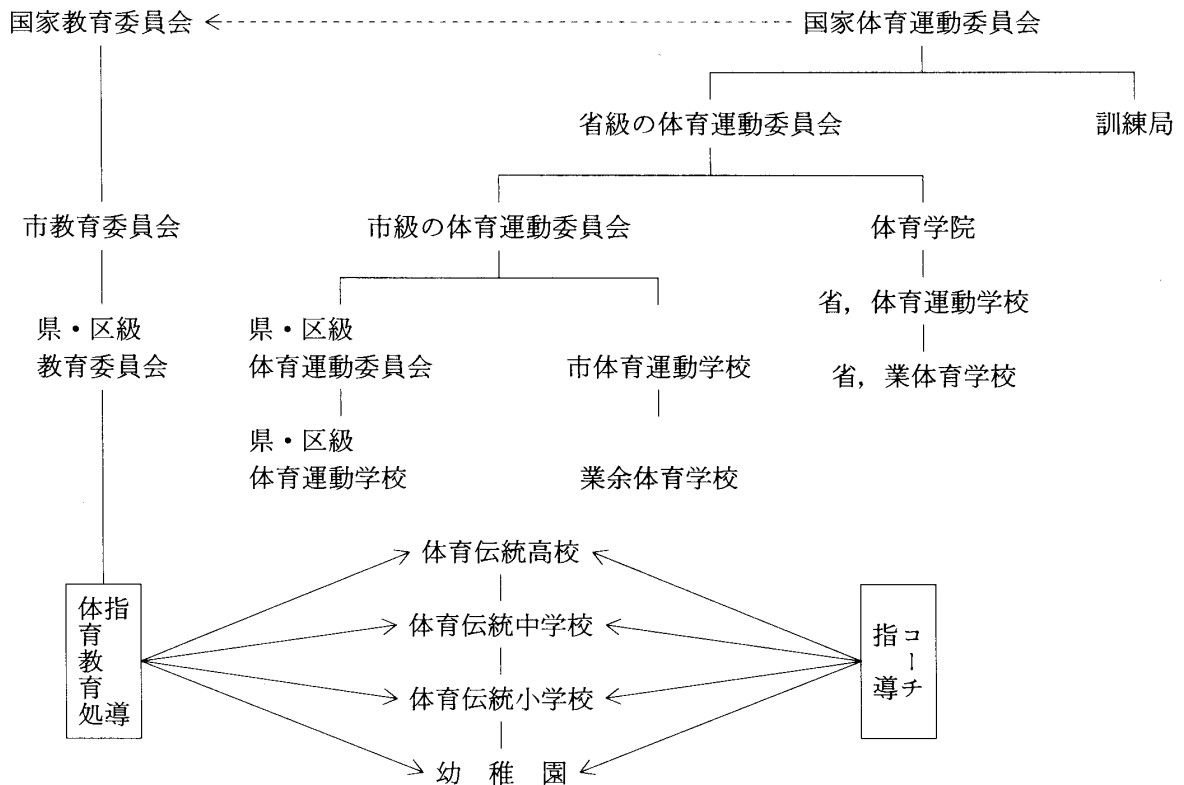 国家教育委員会
国家体育運動委員会
省級の体育運動委員会
訓練局
市教育委員会
市級の体育運動委員会
体育学院
県・区級
教育委員会
県・区級
体育運動委員会
市体育運動学校
省，体育運動学校
省，業体育学校
県・区級
体育運動学校
業余体育学校
体育伝統高校
体育伝統中学校
体育伝統小学校
幼稚園
指導
体育教育処
コーチ
指導